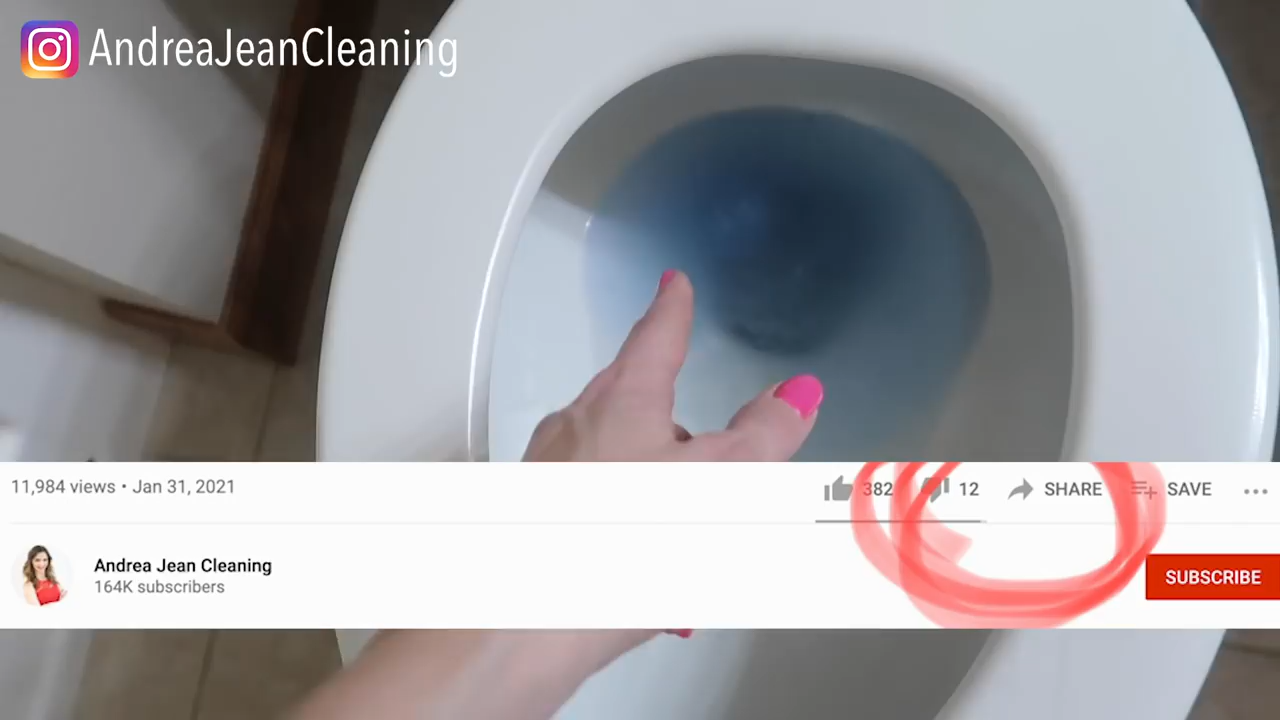 AndreaJeanCleaning
11,984 views • Jan 31, 2021
382 12 SHARE SAVE
Andrea Jean Cleaning
164K subscribers
SUBSCRIBE